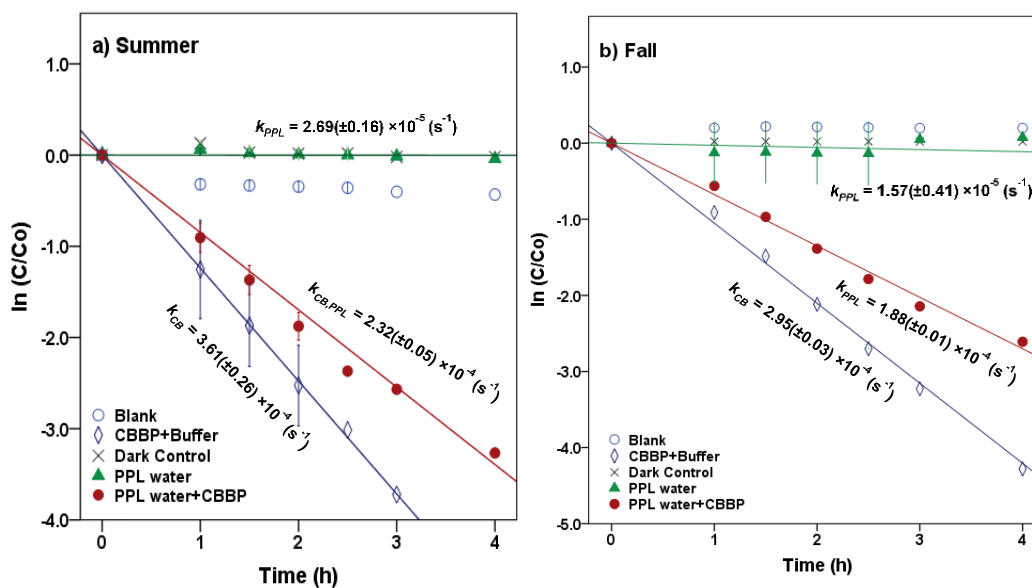 a) Summer
1.0
0.0
-1.0
-2.0
-3.0
-4.0
ln (C/Co)
k_PPL = 2.69(±0.16) ×10^-5 (s^-1)
k_CB,PPL = 2.32(±0.05) ×10^-4 (s^-1)
k_CB = 3.61(±0.26) ×10^-4 (s^-1)
Blank
CBBP+Buffer
Dark Control
PPL water
PPL water+CBBP
0 1 2 3 4
Time (h)
b) Fall
1.0
0.0
-1.0
-2.0
-3.0
-4.0
-5.0
ln (C/Co)
k_PPL = 1.57(±0.41) ×10^-5 (s^-1)
k_PPL = 1.88(±0.01) ×10^-4 (s^-1)
k_CB = 2.95(±0.03) ×10^-4 (s^-1)
Blank
CBBP+Buffer
Dark Control
PPL water
PPL water+CBBP
0 1 2 3 4
Time (h)